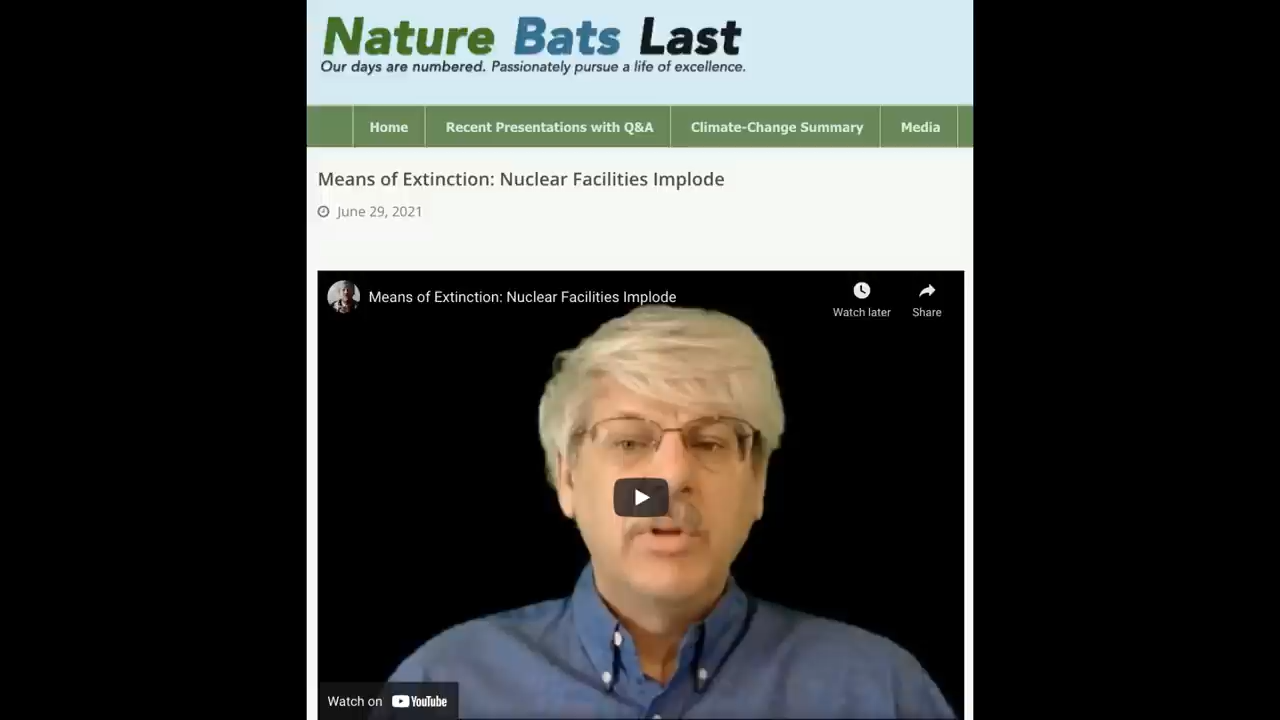 Nature Bats Last
Our days are numbered. Passionately pursue a life of excellence.
Home
Recent Presentations with Q&A
Climate-Change Summary
Media
Means of Extinction: Nuclear Facilities Implode
June 29, 2021
Means of Extinction: Nuclear Facilities Implode
Watch later
Share
Watch on YouTube